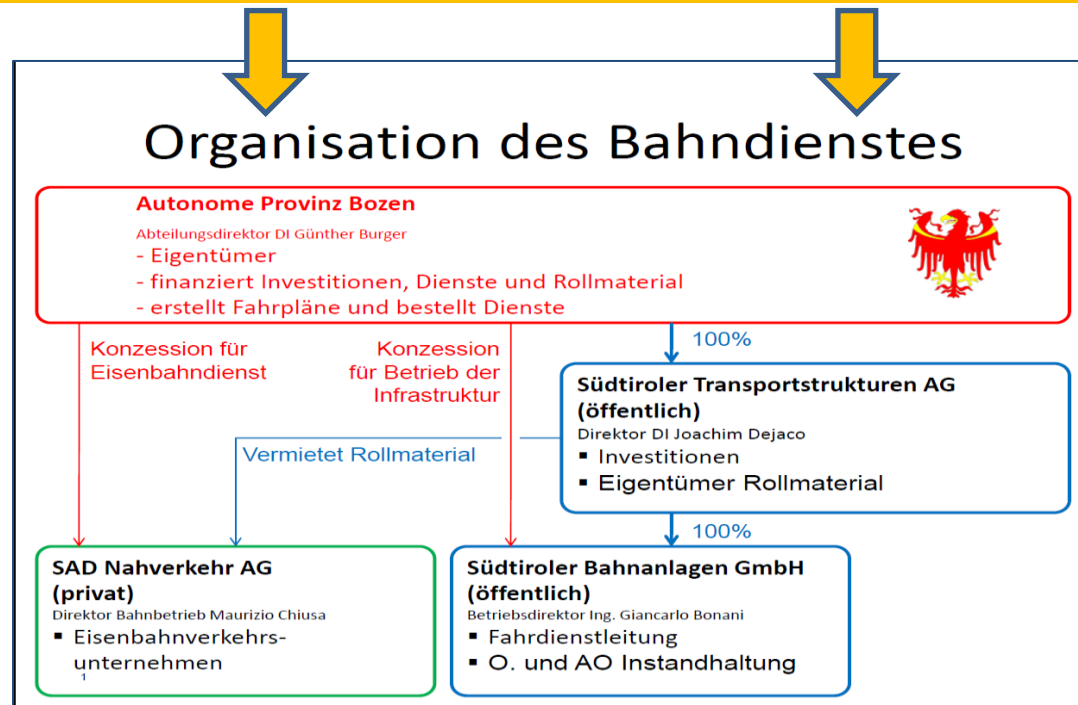 Organisation des Bahndienstes
Autonome Provinz Bozen
Abteilungsdirektor DI Günther Burger
- Eigentümer
- finanziert Investitionen, Dienste und Rollmaterial
- erstellt Fahrpläne und bestellt Dienste
Konzession für
Eisenbahndienst
Konzession
für Betrieb der
Infrastruktur
100%
Südtiroler Transportstrukturen AG
(öffentlich)
Direktor DI Joachim Dejaco
▪ Investitionen
▪ Eigentümer Rollmaterial
Vermietet Rollmaterial
100%
SAD Nahverkehr AG
(privat)
Direktor Bahnbetrieb Maurizio Chiusa
▪ Eisenbahnverkehrs-
unternehmen
1
Südtiroler Bahnanlagen GmbH
(öffentlich)
Betriebsdirektor Ing. Giancarlo Bonani
▪ Fahrdienstleitung
▪ O. und AO Instandhaltung